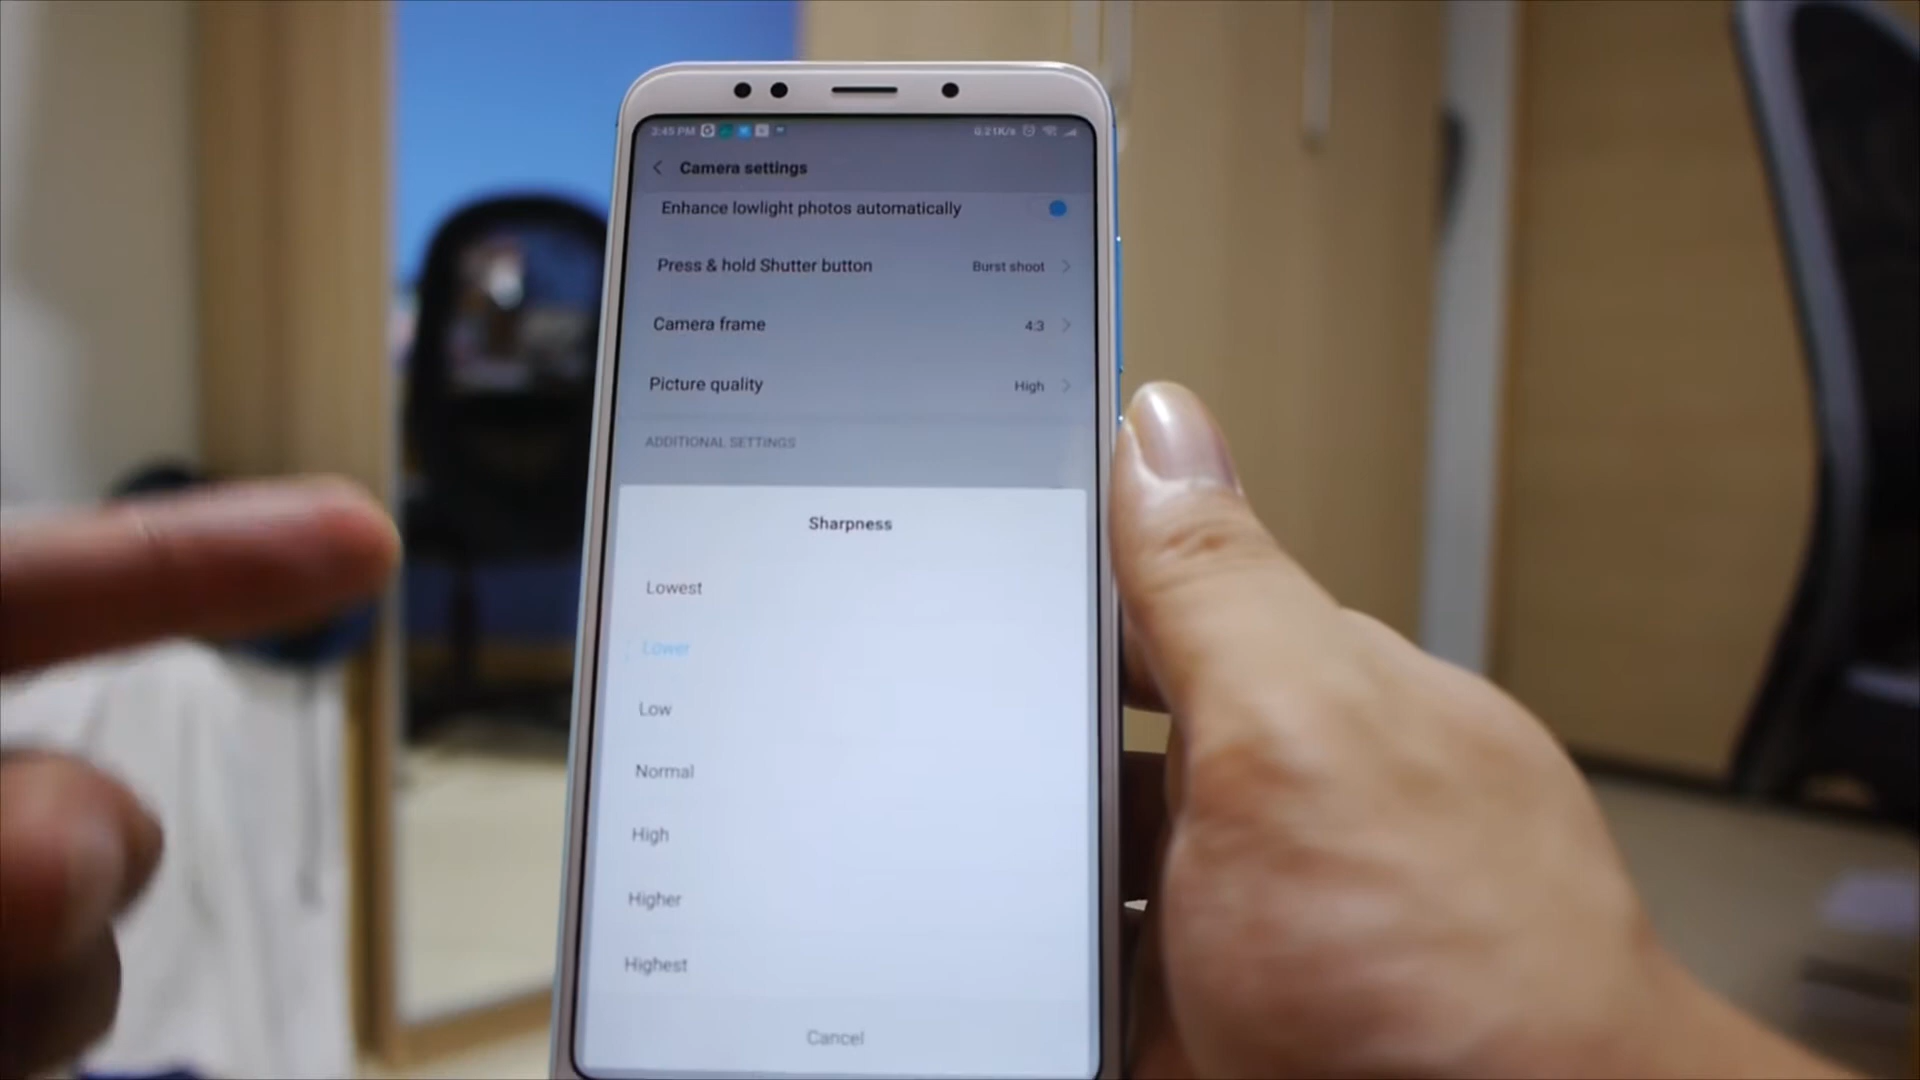 3:45 PM 0.21K/s
Camera settings
Enhance lowlight photos automatically
Press & hold Shutter button Burst shoot
Camera frame 4:3
Picture quality High
ADDITIONAL SETTINGS
Sharpness
Lowest
Lower
Low
Normal
High
Higher
Highest
Cancel